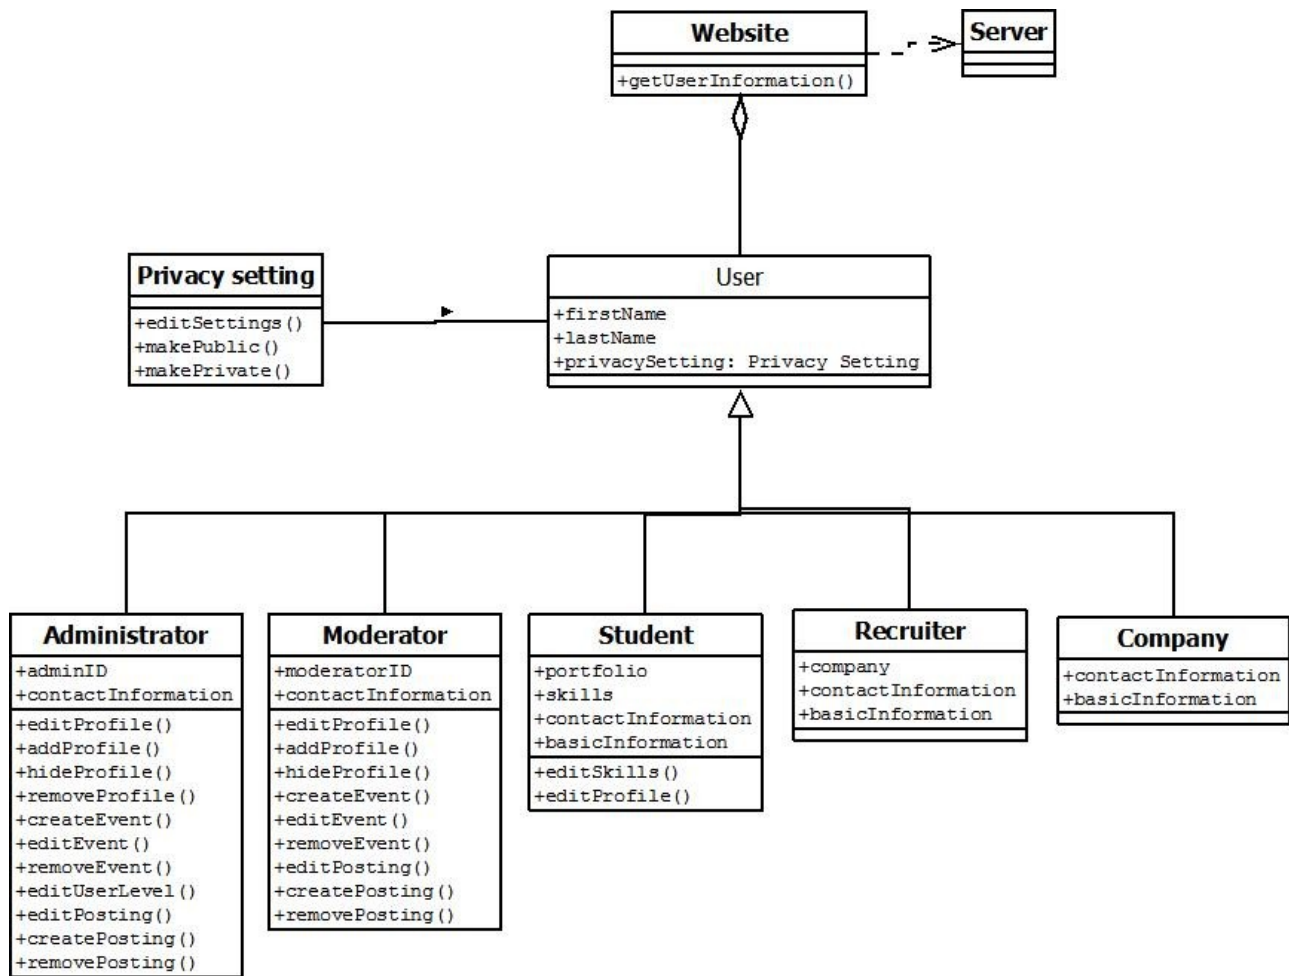 Website
+getUserInformation()
Server
Privacy setting
+editSettings()
+makePublic()
+makePrivate()
User
+firstName
+lastName
+privacySetting: Privacy Setting
Administrator
+adminID
+contactInformation
+editProfile()
+addProfile()
+hideProfile()
+removeProfile()
+createEvent()
+editEvent()
+removeEvent()
+editUserLevel()
+editPosting()
+createPosting()
+removePosting()
Moderator
+moderatorID
+contactInformation
+editProfile()
+addProfile()
+hideProfile()
+createEvent()
+editEvent()
+removeEvent()
+editPosting()
+createPosting()
+removePosting()
Student
+portfolio
+skills
+contactInformation
+basicInformation
+editSkills()
+editProfile()
Recruiter
+company
+contactInformation
+basicInformation
Company
+contactInformation
+basicInformation